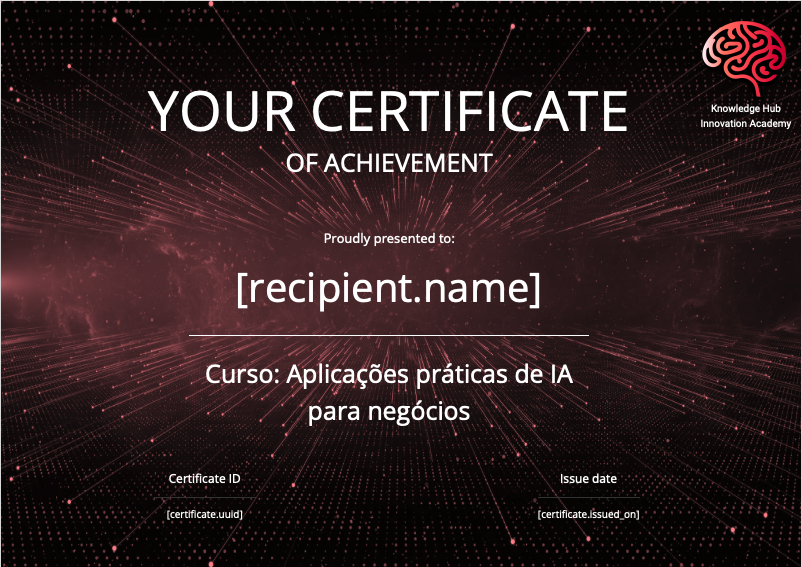 Knowledge Hub
Innovation Academy
YOUR CERTIFICATE
OF ACHIEVEMENT
Proudly presented to:
[recipient.name]
Curso: Aplicações práticas de IA
para negócios
Certificate ID
Issue date
[certificate.uuid]
[certificate.issued_on]